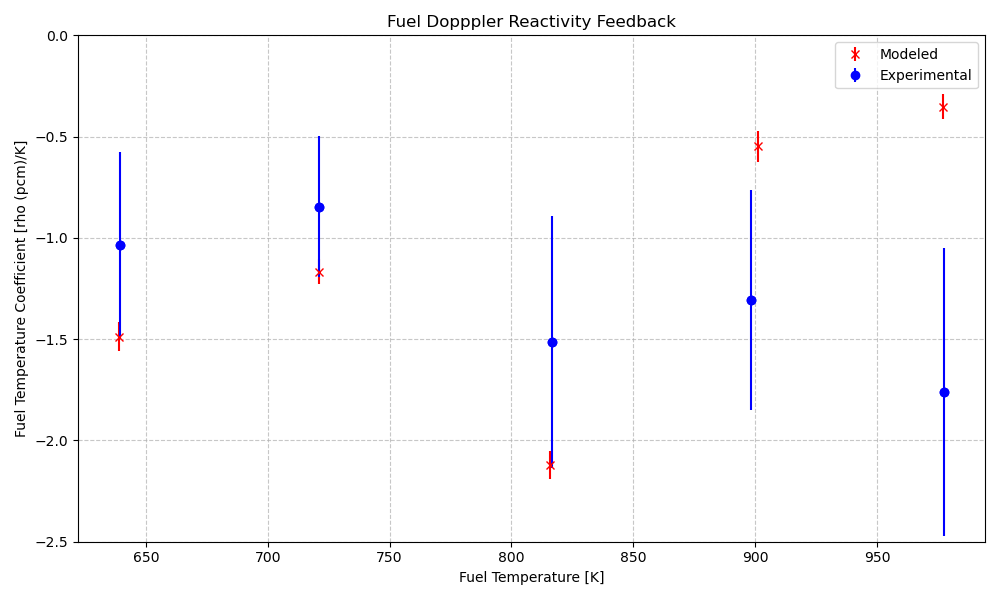 Fuel Dopppler Reactivity Feedback
Modeled
Experimental
Fuel Temperature Coefficient [rho (pcm)/K]
0.0
−0.5
−1.0
−1.5
−2.0
−2.5
650
700
750
800
850
900
950
Fuel Temperature [K]